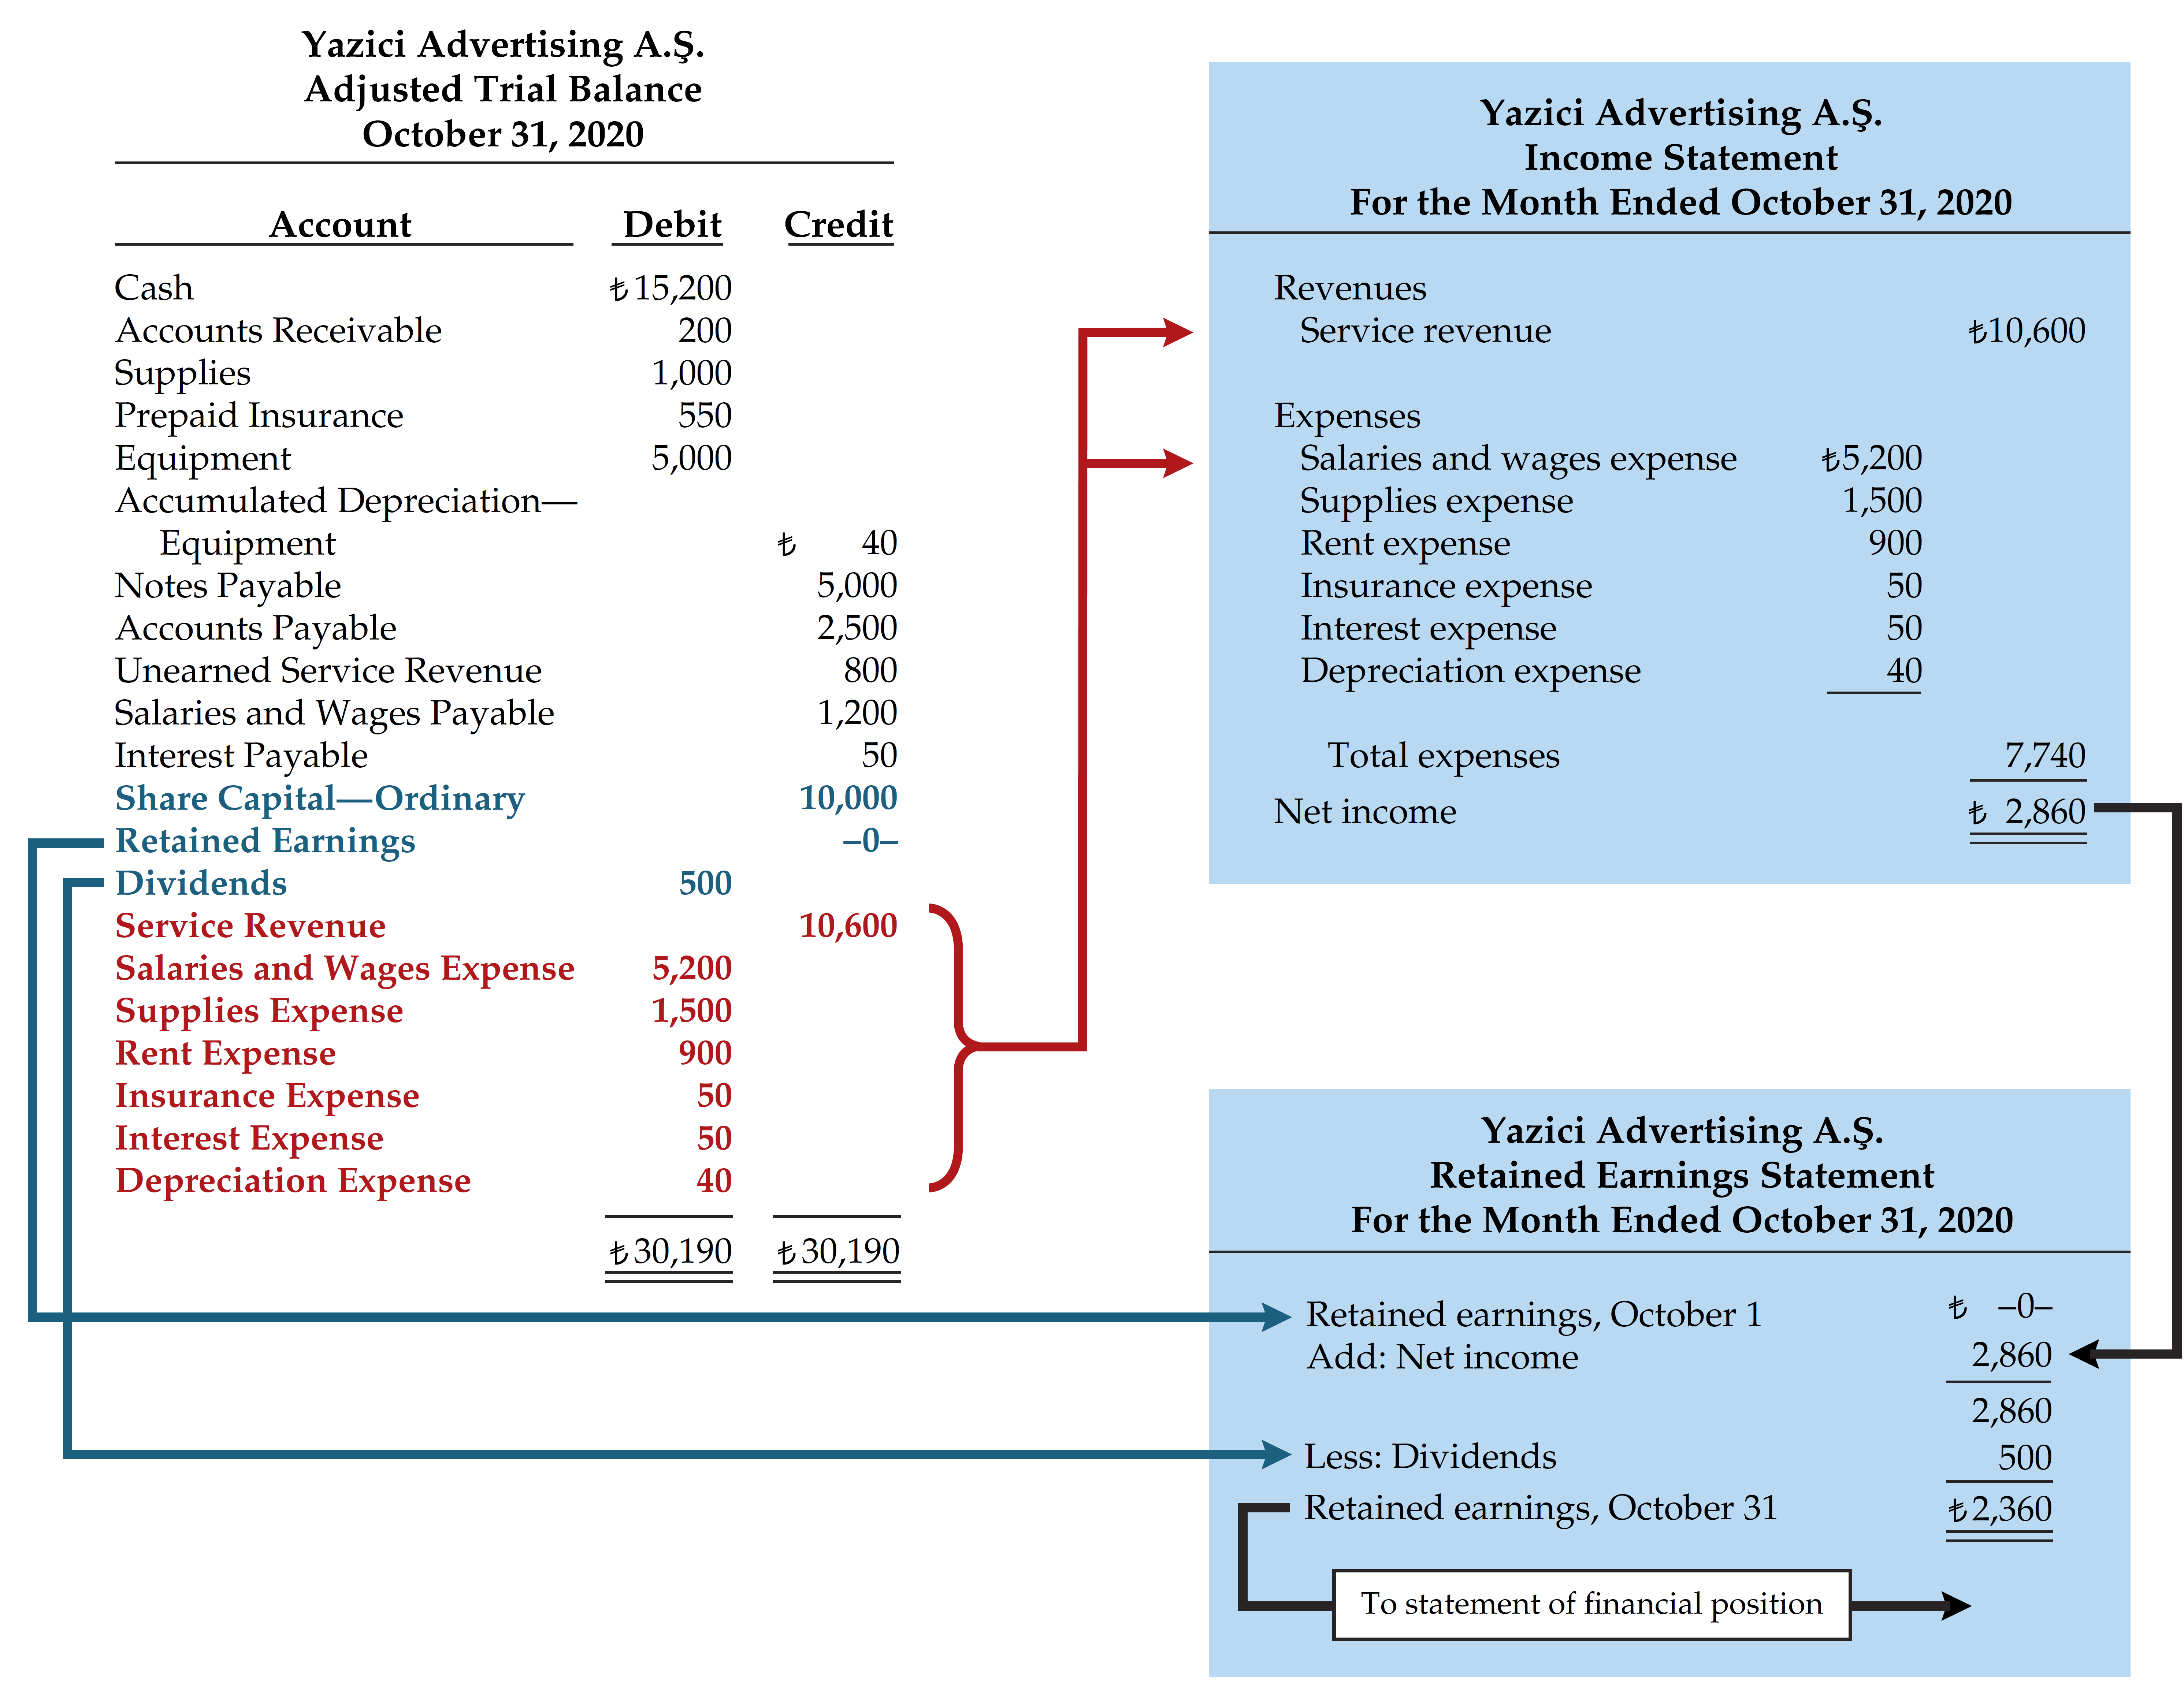 Yazici Advertising A.Ş.
Adjusted Trial Balance
October 31, 2020
Account Debit Credit
Cash ₺15,200
Accounts Receivable 200
Supplies 1,000
Prepaid Insurance 550
Equipment 5,000
Accumulated Depreciation—
Equipment ₺ 40
Notes Payable 5,000
Accounts Payable 2,500
Unearned Service Revenue 800
Salaries and Wages Payable 1,200
Interest Payable 50
Share Capital—Ordinary 10,000
Retained Earnings –0–
Dividends 500
Service Revenue 10,600
Salaries and Wages Expense 5,200
Supplies Expense 1,500
Rent Expense 900
Insurance Expense 50
Interest Expense 50
Depreciation Expense 40
₺30,190 ₺30,190
Yazici Advertising A.Ş.
Income Statement
For the Month Ended October 31, 2020
Revenues
Service revenue ₺10,600
Expenses
Salaries and wages expense ₺5,200
Supplies expense 1,500
Rent expense 900
Insurance expense 50
Interest expense 50
Depreciation expense 40
Total expenses 7,740
Net income ₺ 2,860
Yazici Advertising A.Ş.
Retained Earnings Statement
For the Month Ended October 31, 2020
Retained earnings, October 1 ₺ –0–
Add: Net income 2,860
2,860
Less: Dividends 500
Retained earnings, October 31 ₺2,360
To statement of financial position